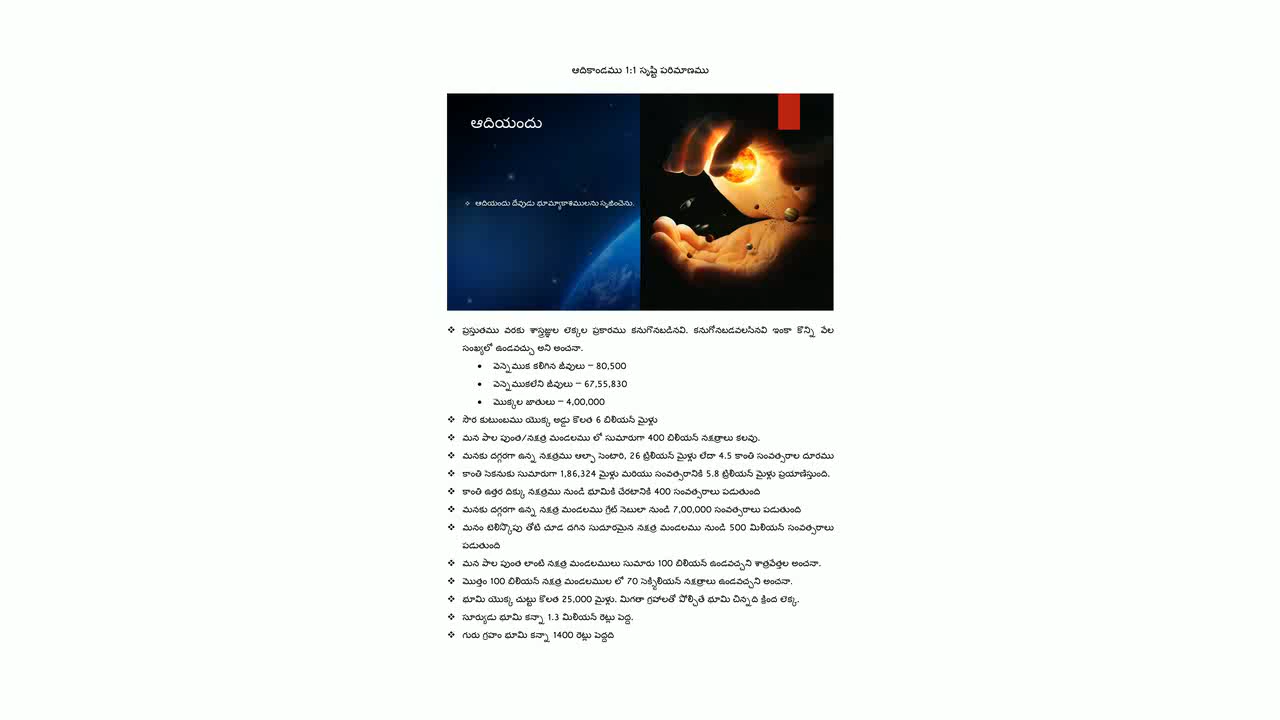 ఆదికాండము 1:1 సృష్టి పరిమాణము
ఆదియందు
❖ ఆదియందు దేవుడు భూమ్యాకాశములను సృజించెను.
❖ ప్రస్తుతము వరకు శాస్త్రజ్ఞుల లెక్కల ప్రకారము కనుగొనబడినవి. కనుగోనబడవలసినవి ఇంకా కొన్ని వేల
సంఖ్యలో ఉండవచ్చు అని అంచనా.
• వెన్నెముక కలిగిన జీవులు – 80,500
• వెన్నెముకలేని జీవులు – 67,55,830
• మొక్కల జాతులు – 4,00,000
❖ సౌర కుటుంబము యొక్క అడ్డు కొలత 6 బిలియన్ మైళ్లు
❖ మన పాల పుంత/నక్షత్ర మండలము లో సుమారుగా 400 బిలియన్ నక్షత్రాలు కలవు.
❖ మనకు దగ్గరగా ఉన్న నక్షత్రము ఆల్ఫా సెంటారి, 26 ట్రిలియన్ మైళ్లు లేదా 4.5 కాంతి సంవత్సరాల దూరము
❖ కాంతి సెకనుకు సుమారుగా 1,86,324 మైళ్లు మరియు సంవత్సరానికి 5.8 ట్రిలియన్ మైళ్లు ప్రయాణిస్తుంది.
❖ కాంతి ఉత్తర దిక్కు నక్షత్రము నుండి భూమికి చేరటానికి 400 సంవత్సరాలు పడుతుంది
❖ మనకు దగ్గరగా ఉన్న నక్షత్ర మండలము గ్రేట్ నెబులా నుండి 7,00,000 సంవత్సరాలు పడుతుంది
❖ మనం టెలిస్కొపు తోటి చూడ దగిన సుదూరమైన నక్షత్ర మండలము నుండి 500 మిలియన్ సంవత్సరాలు
పడుతుంది
❖ మన పాల పుంత లాంటి నక్షత్ర మండలములు సుమారు 100 బిలియన్ ఉండవచ్చని శాత్రవేత్తల అంచనా.
❖ మొత్తం 100 బిలియన్ నక్షత్ర మండలముల లో 70 సెక్స్టిలియన్ నక్షత్రాలు ఉండవచ్చని అంచనా.
❖ భూమి యొక్క చుట్టు కొలత 25,000 మైళ్లు. మిగతా గ్రహాలతో పోల్చితే భూమి చిన్నది క్రింద లెక్క.
❖ సూర్యుడు భూమి కన్నా 1.3 మిలియన్ రెట్లు పెద్ద.
❖ గురు గ్రహం భూమి కన్నా 1400 రెట్లు పెద్దది